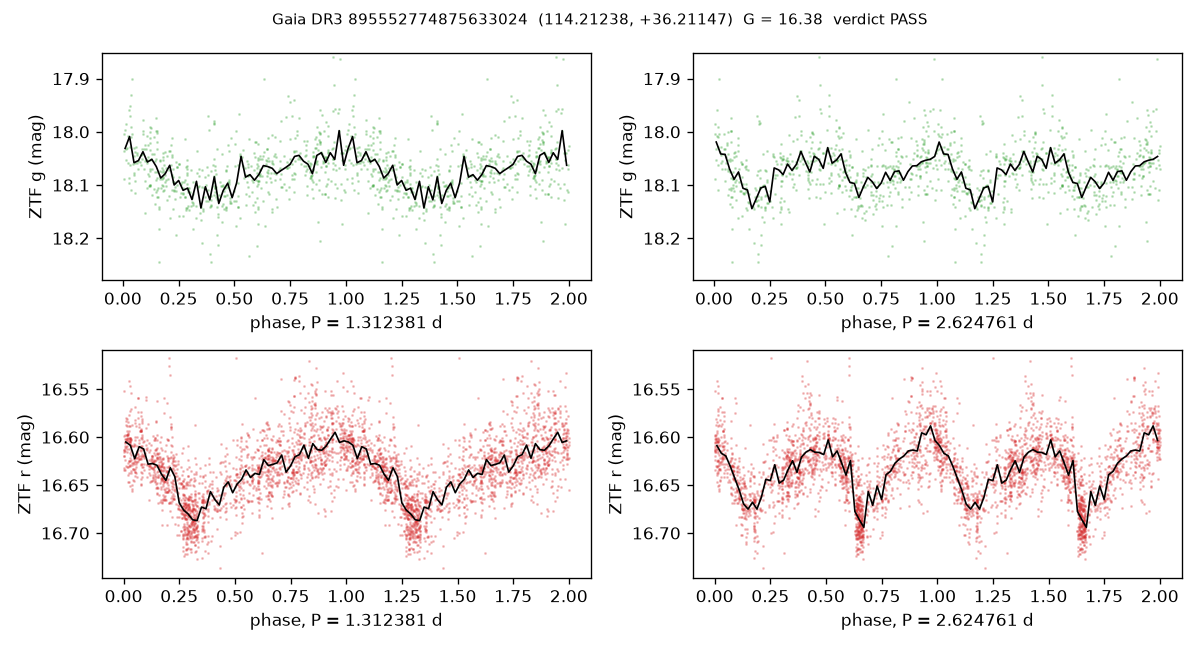 Gaia DR3 895552774875633024  (114.21238, +36.21147)  G = 16.38  verdict PASS
ZTF g (mag)
17.9
18.0
18.1
18.2
0.00 0.25 0.50 0.75 1.00 1.25 1.50 1.75 2.00
phase, P = 1.312381 d
ZTF g (mag)
17.9
18.0
18.1
18.2
0.00 0.25 0.50 0.75 1.00 1.25 1.50 1.75 2.00
phase, P = 2.624761 d
ZTF r (mag)
16.55
16.60
16.65
16.70
0.00 0.25 0.50 0.75 1.00 1.25 1.50 1.75 2.00
phase, P = 1.312381 d
ZTF r (mag)
16.55
16.60
16.65
16.70
0.00 0.25 0.50 0.75 1.00 1.25 1.50 1.75 2.00
phase, P = 2.624761 d